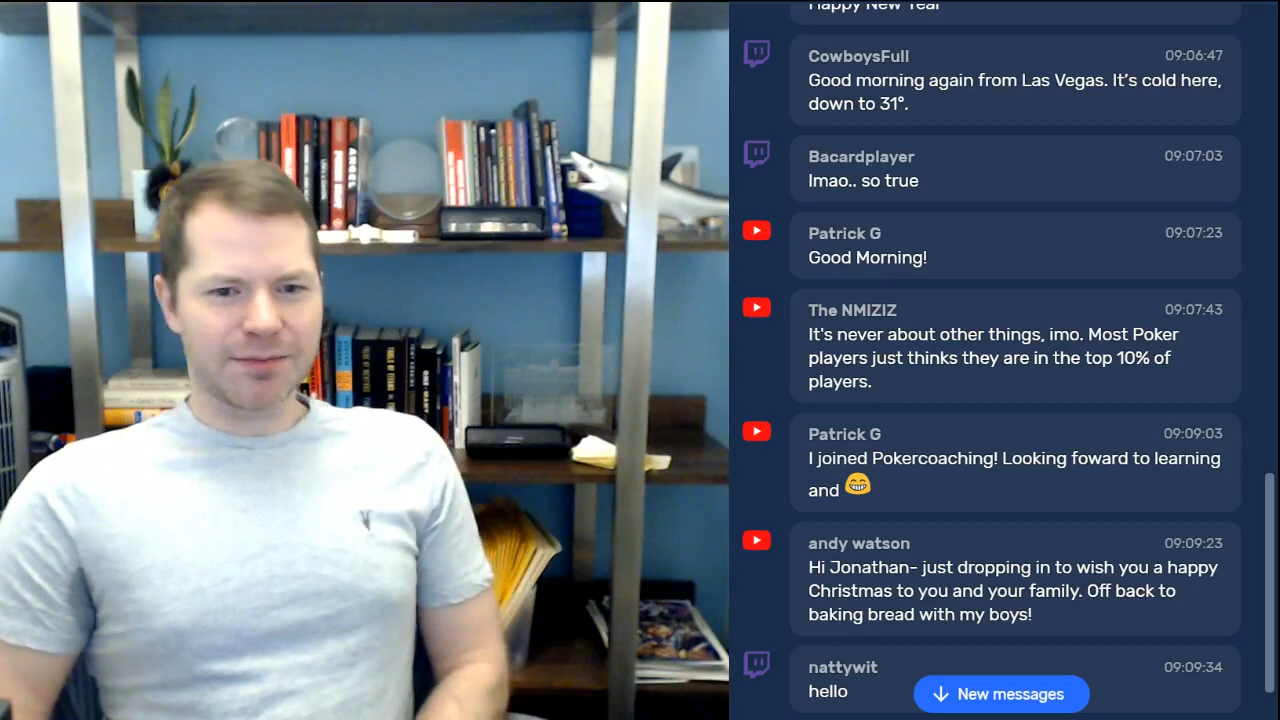 Happy New Year
CowboysFull 09:06:47
Good morning again from Las Vegas. It’s cold here,
down to 31°.
Bacardplayer 09:07:03
lmao.. so true
Patrick G 09:07:23
Good Morning!
The NMIZIZ 09:07:43
It's never about other things, imo. Most Poker
players just thinks they are in the top 10% of
players.
Patrick G 09:09:03
I joined Pokercoaching! Looking foward to learning
and 😁
andy watson 09:09:23
Hi Jonathan- just dropping in to wish you a happy
Christmas to you and your family. Off back to
baking bread with my boys!
nattywit 09:09:34
hello
New messages